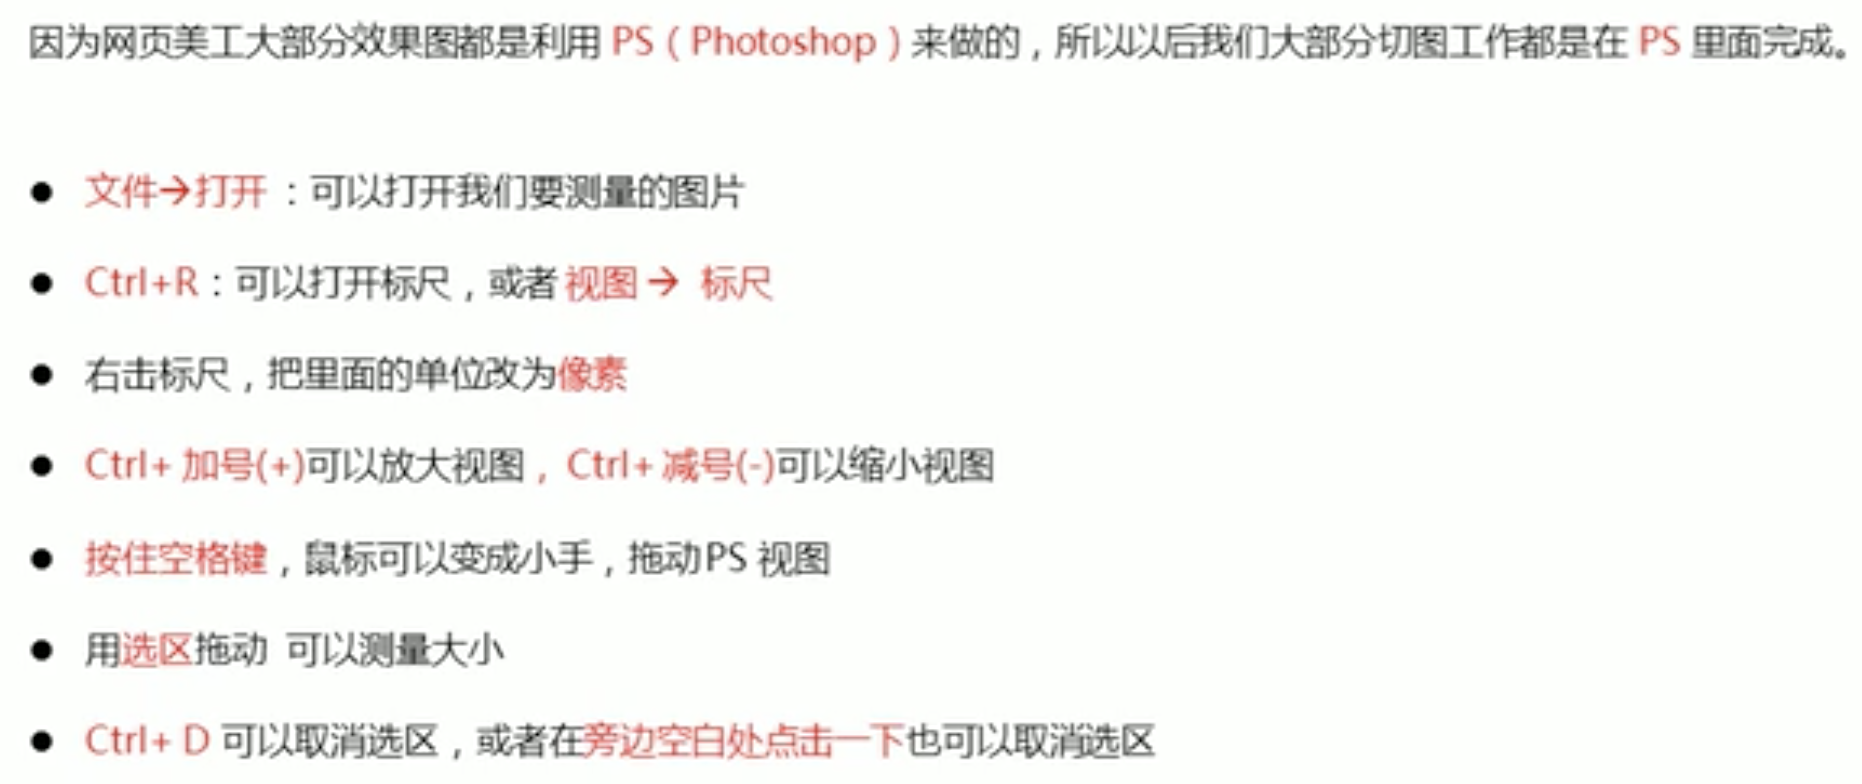 因为网页美工大部分效果图都是利用 PS（Photoshop）来做的，所以以后我们大部分切图工作都是在 PS 里面完成。
● 文件→打开 ：可以打开我们要测量的图片
● Ctrl+R：可以打开标尺，或者 视图→ 标尺
● 右击标尺，把里面的单位改为像素
● Ctrl+ 加号(+)可以放大视图，Ctrl+ 减号(-)可以缩小视图
● 按住空格键，鼠标可以变成小手，拖动PS 视图
● 用选区拖动 可以测量大小
● Ctrl+ D 可以取消选区，或者在旁边空白处点击一下也可以取消选区